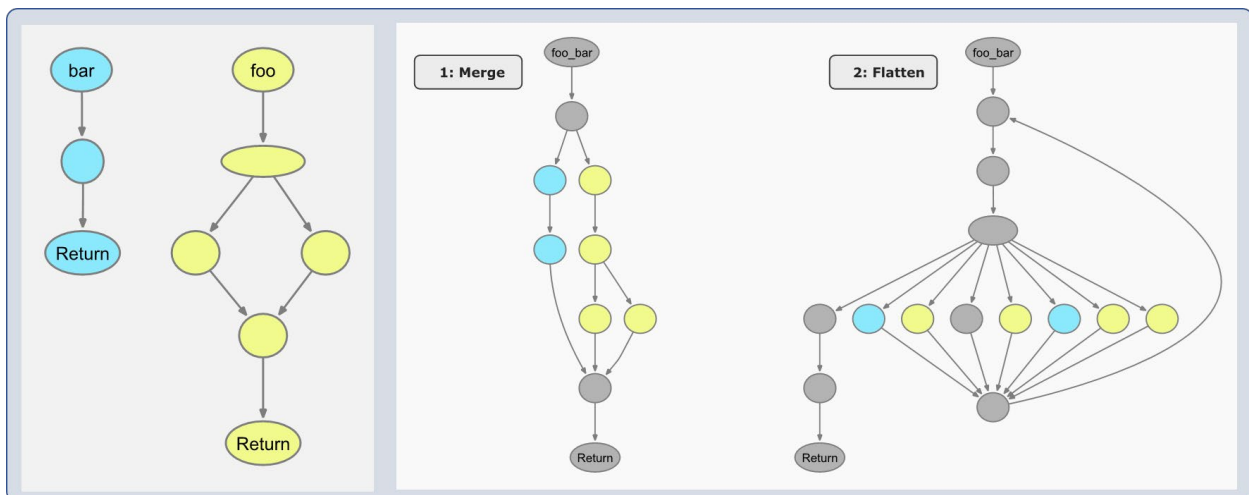 bar
foo
Return
Return
1: Merge
foo_bar
Return
2: Flatten
foo_bar
Return